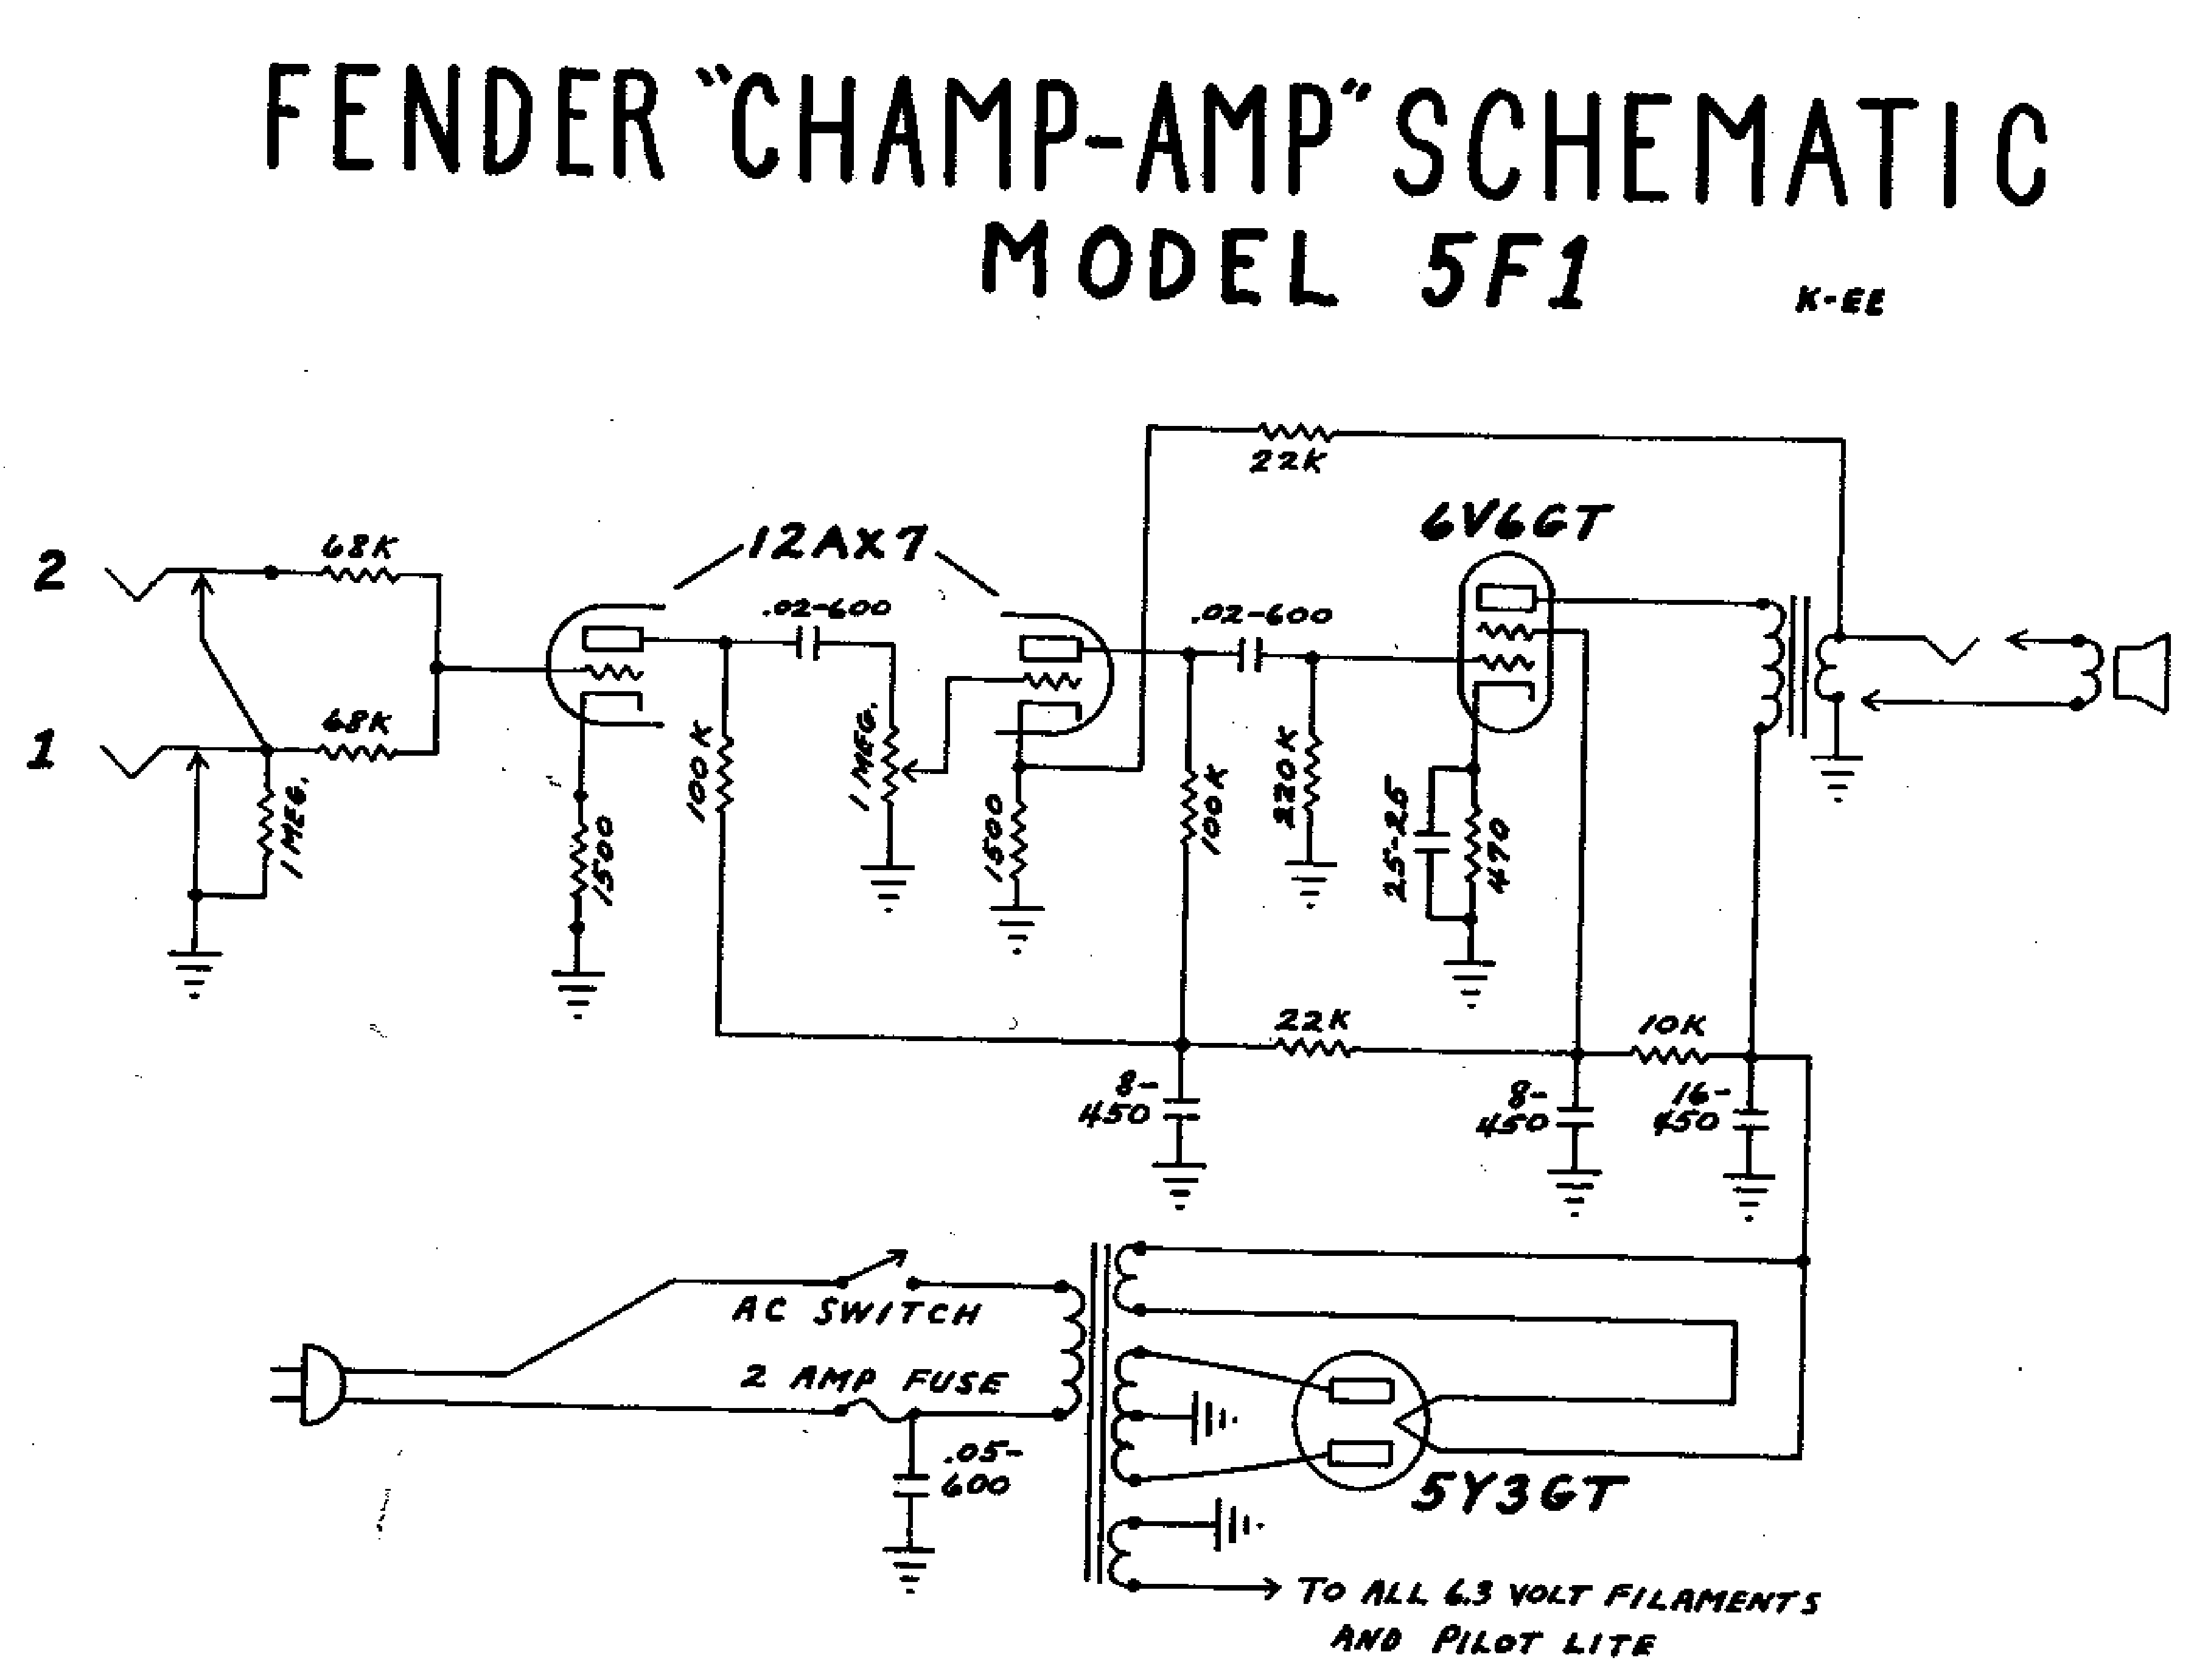 FENDER "CHAMP-AMP" SCHEMATIC
MODEL 5F1
K-EE
22K
6V6GT
12AX7
2
68K
.02-600
.02-600
1
68K
1 MEG.
1500
100K
1 MEG.
1500
100K
220K
25-25
470
22K
10K
8-
450
8-
450
16-
450
AC SWITCH
2 AMP FUSE
.05-
600
5Y3GT
TO ALL 6.3 VOLT FILAMENTS
AND PILOT LITE